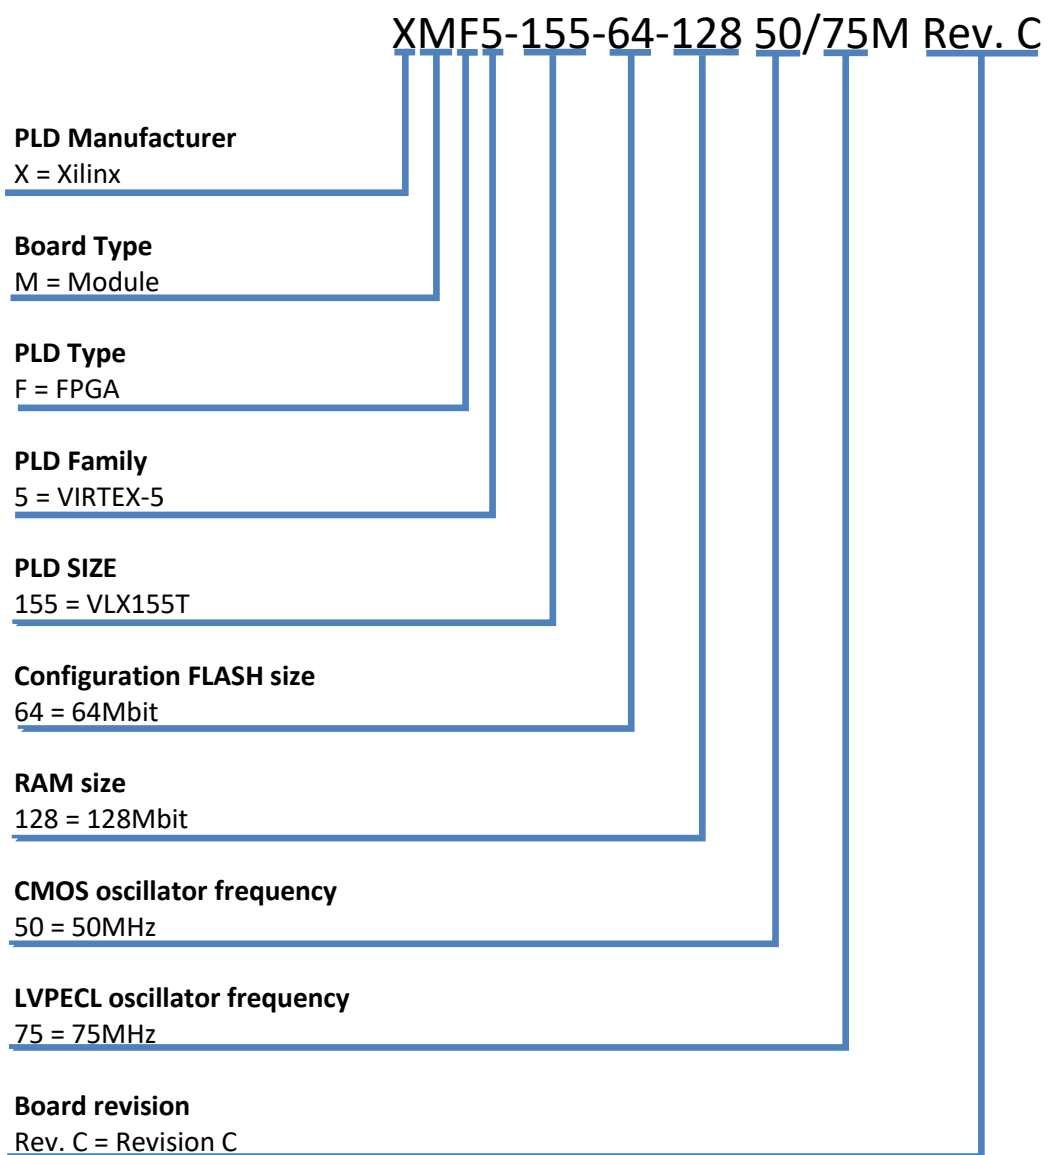 XMF5-155-64-128 50/75M Rev. C
PLD Manufacturer
X = Xilinx
Board Type
M = Module
PLD Type
F = FPGA
PLD Family
5 = VIRTEX-5
PLD SIZE
155 = VLX155T
Configuration FLASH size
64 = 64Mbit
RAM size
128 = 128Mbit
CMOS oscillator frequency
50 = 50MHz
LVPECL oscillator frequency
75 = 75MHz
Board revision
Rev. C = Revision C